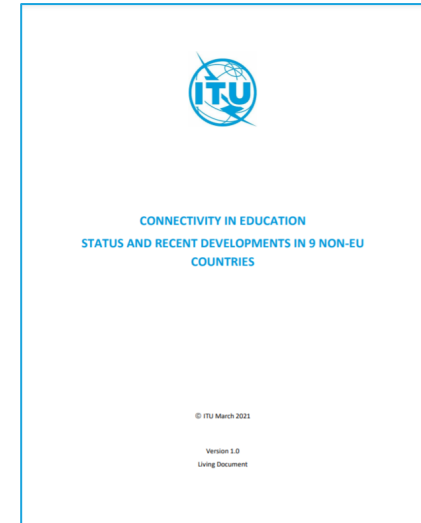 ITU
CONNECTIVITY IN EDUCATION
STATUS AND RECENT DEVELOPMENTS IN 9 NON-EU
COUNTRIES
© ITU March 2021
Version 1.0
Living Document